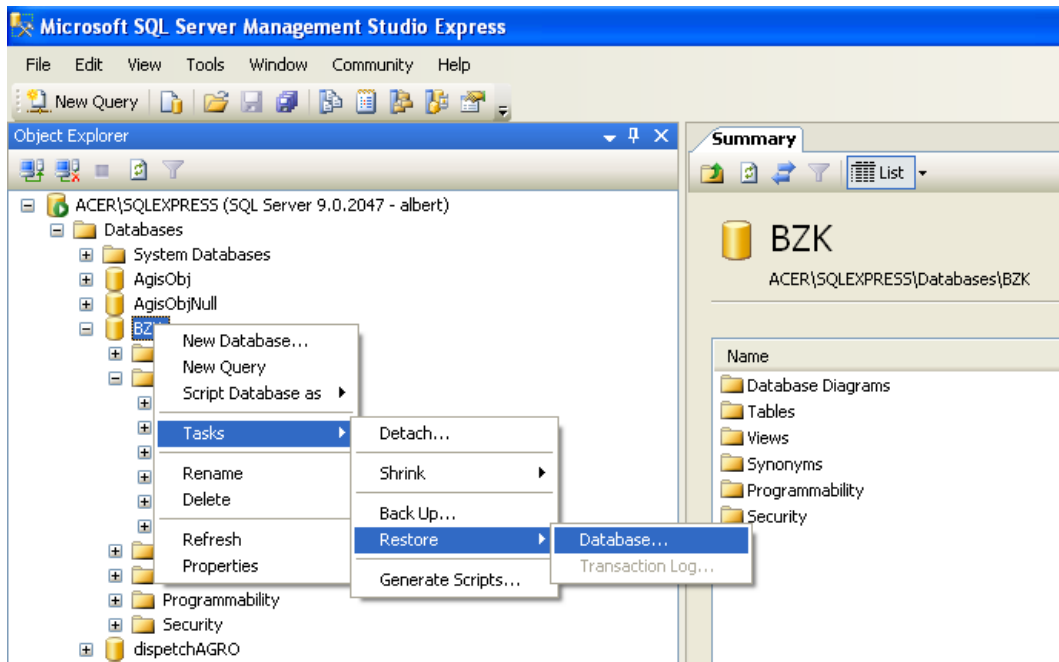 Microsoft SQL Server Management Studio Express
File Edit View Tools Window Community Help
New Query
Object Explorer
ACER\SQLEXPRESS (SQL Server 9.0.2047 - albert)
Databases
System Databases
AgisObj
AgisObjNull
New Database...
New Query
Script Database as
Tasks
Rename
Delete
Refresh
Properties
Detach...
Shrink
Back Up...
Restore
Generate Scripts...
Database...
Transaction Log...
Programmability
Security
dispetchAGRO
Summary
List
BZK
ACER\SQLEXPRESS\Databases\BZK
Name
Database Diagrams
Tables
Views
Synonyms
Programmability
Security